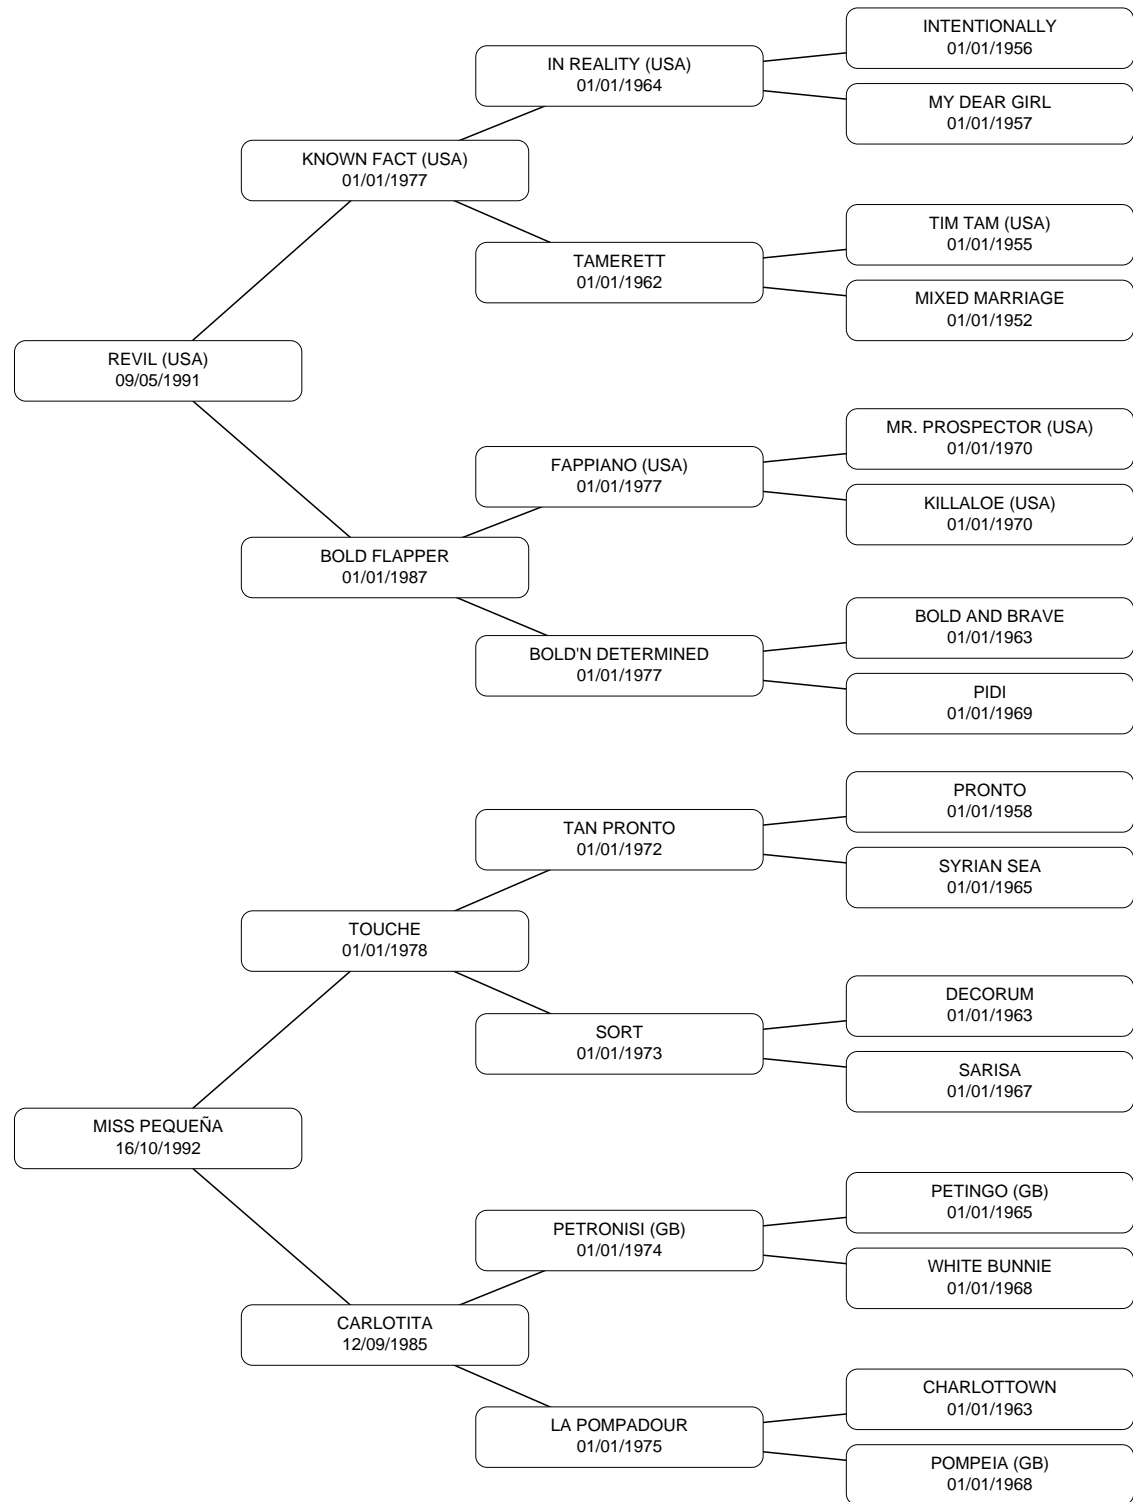 INTENTIONALLY
01/01/1956
IN REALITY (USA)
01/01/1964
MY DEAR GIRL
01/01/1957
KNOWN FACT (USA)
01/01/1977
TIM TAM (USA)
01/01/1955
TAMERETT
01/01/1962
MIXED MARRIAGE
01/01/1952
REVIL (USA)
09/05/1991
MR. PROSPECTOR (USA)
01/01/1970
FAPPIANO (USA)
01/01/1977
KILLALOE (USA)
01/01/1970
BOLD FLAPPER
01/01/1987
BOLD AND BRAVE
01/01/1963
BOLD'N DETERMINED
01/01/1977
PIDI
01/01/1969
PRONTO
01/01/1958
TAN PRONTO
01/01/1972
SYRIAN SEA
01/01/1965
TOUCHE
01/01/1978
DECORUM
01/01/1963
SORT
01/01/1973
SARISA
01/01/1967
MISS PEQUEÑA
16/10/1992
PETINGO (GB)
01/01/1965
PETRONISI (GB)
01/01/1974
WHITE BUNNIE
01/01/1968
CARLOTITA
12/09/1985
CHARLOTTOWN
01/01/1963
LA POMPADOUR
01/01/1975
POMPEIA (GB)
01/01/1968